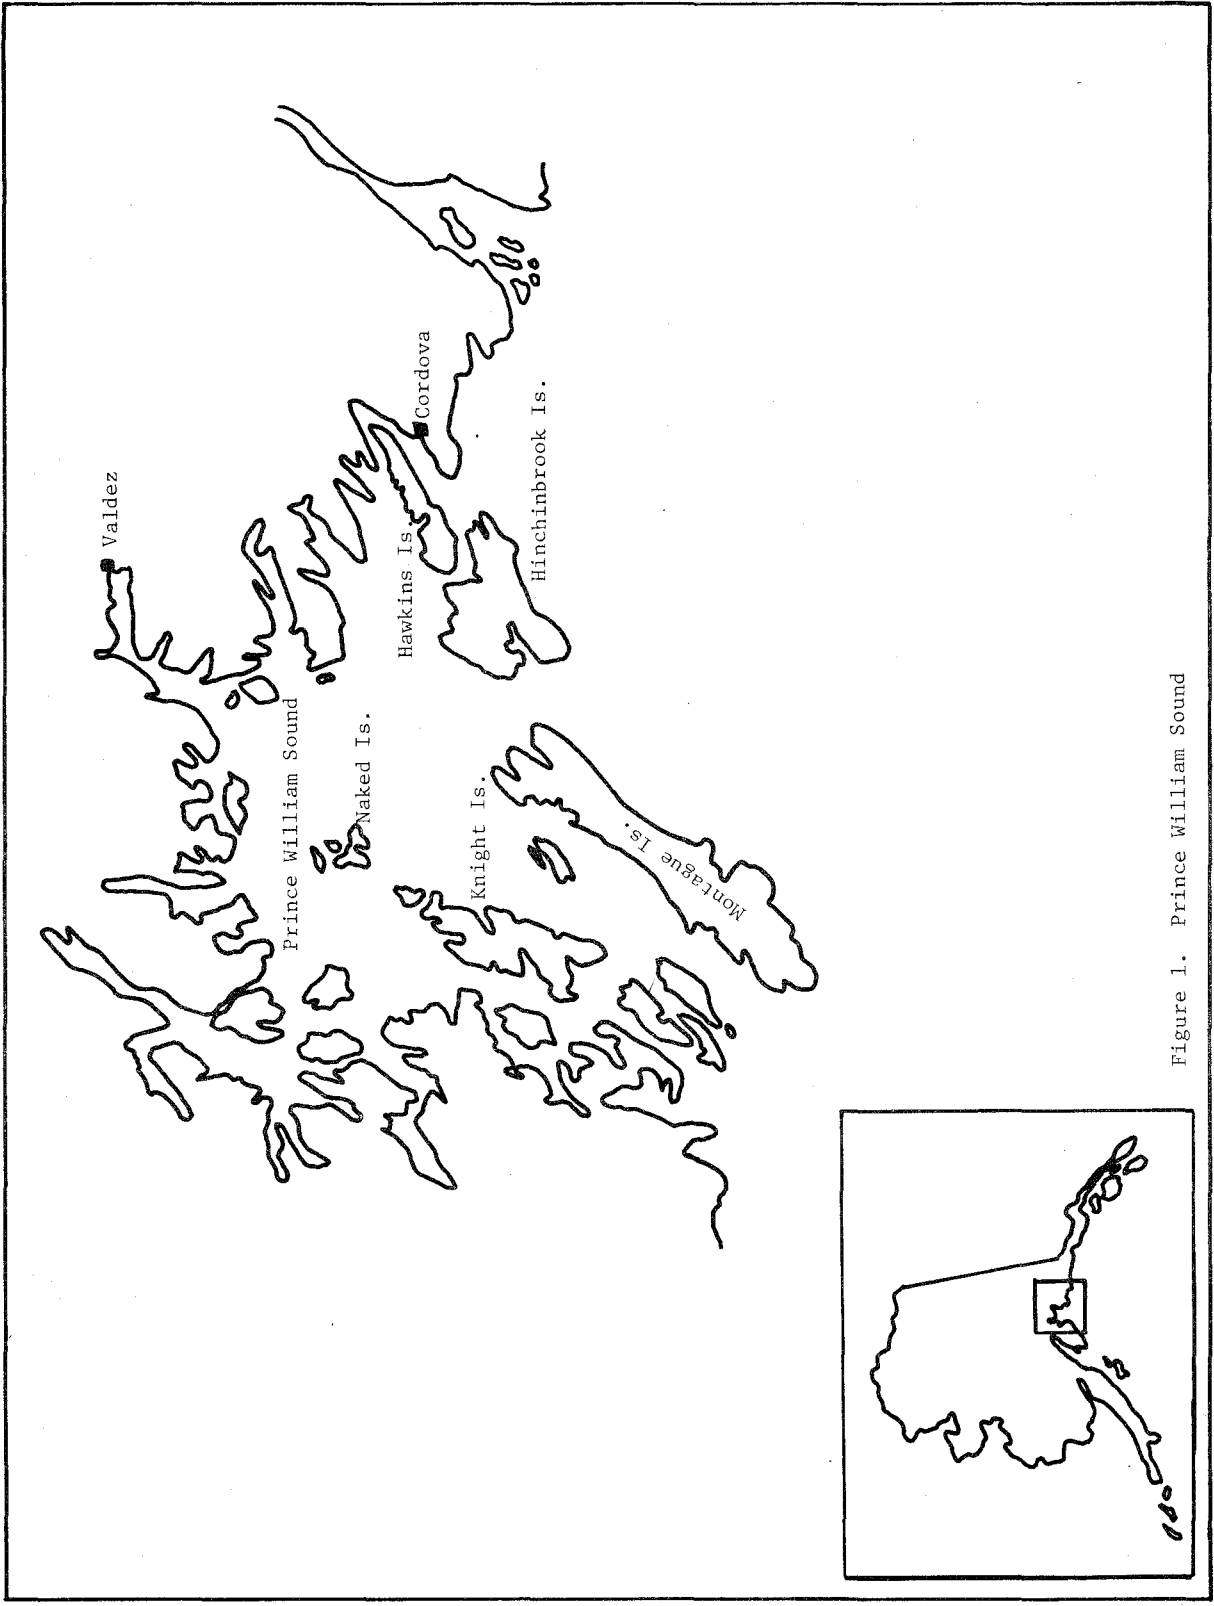 Valdez
Cordova
Prince William Sound
Naked Is.
Hawkins Is.
Hinchinbrook Is.
Knight Is.
Montague Is.
Figure 1.  Prince William Sound